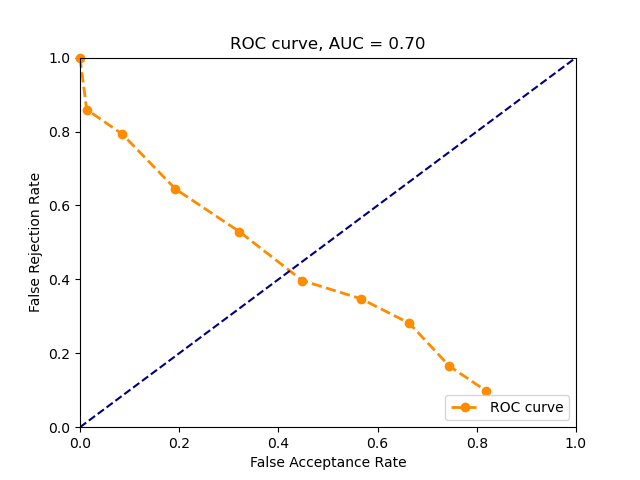 ROC curve, AUC = 0.70
1.0
0.8
0.6
0.4
0.2
0.0
False Rejection Rate
ROC curve
0.0 0.2 0.4 0.6 0.8 1.0
False Acceptance Rate